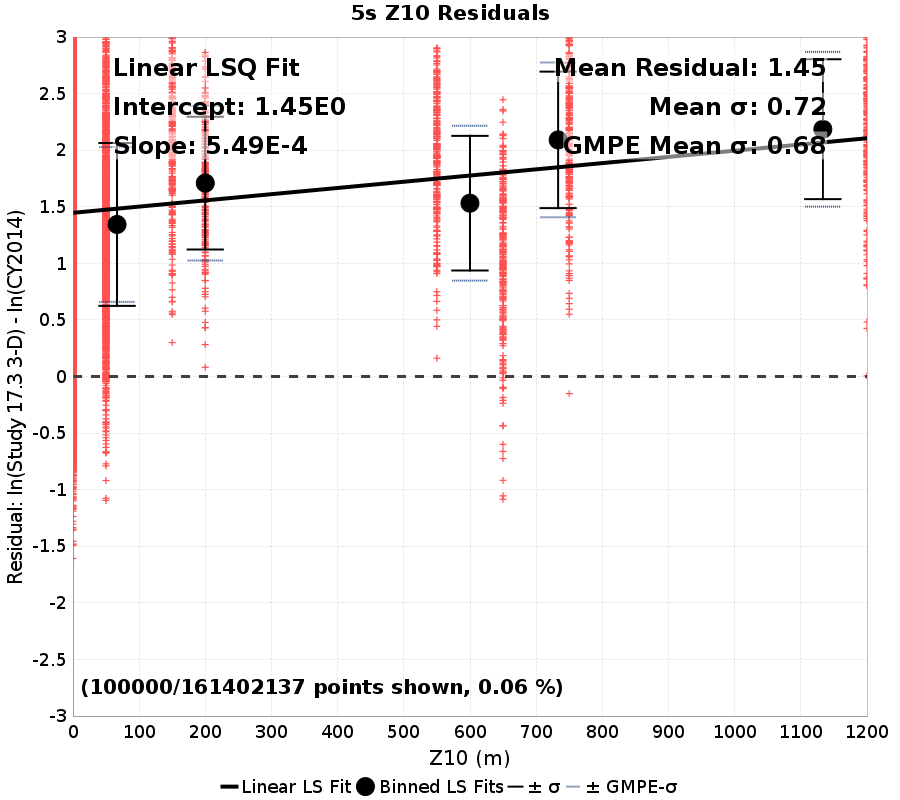 5s Z10 Residuals
Linear LSQ Fit
Intercept: 1.45E0
Slope: 5.49E-4
Mean Residual: 1.45
Mean σ: 0.72
GMPE Mean σ: 0.68
3
2.5
2
1.5
1
0.5
0
-0.5
-1
-1.5
-2
-2.5
-3
Residual: ln(Study 17.3 3-D) - ln(CY2014)
(100000/161402137 points shown, 0.06 %)
0 100 200 300 400 500 600 700 800 900 1000 1100 1200
Z10 (m)
Linear LS Fit Binned LS Fits ± σ ± GMPE-σ